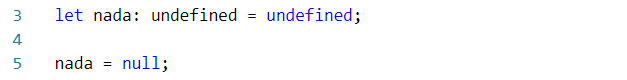 3 let nada: undefined = undefined;
4
5 nada = null;